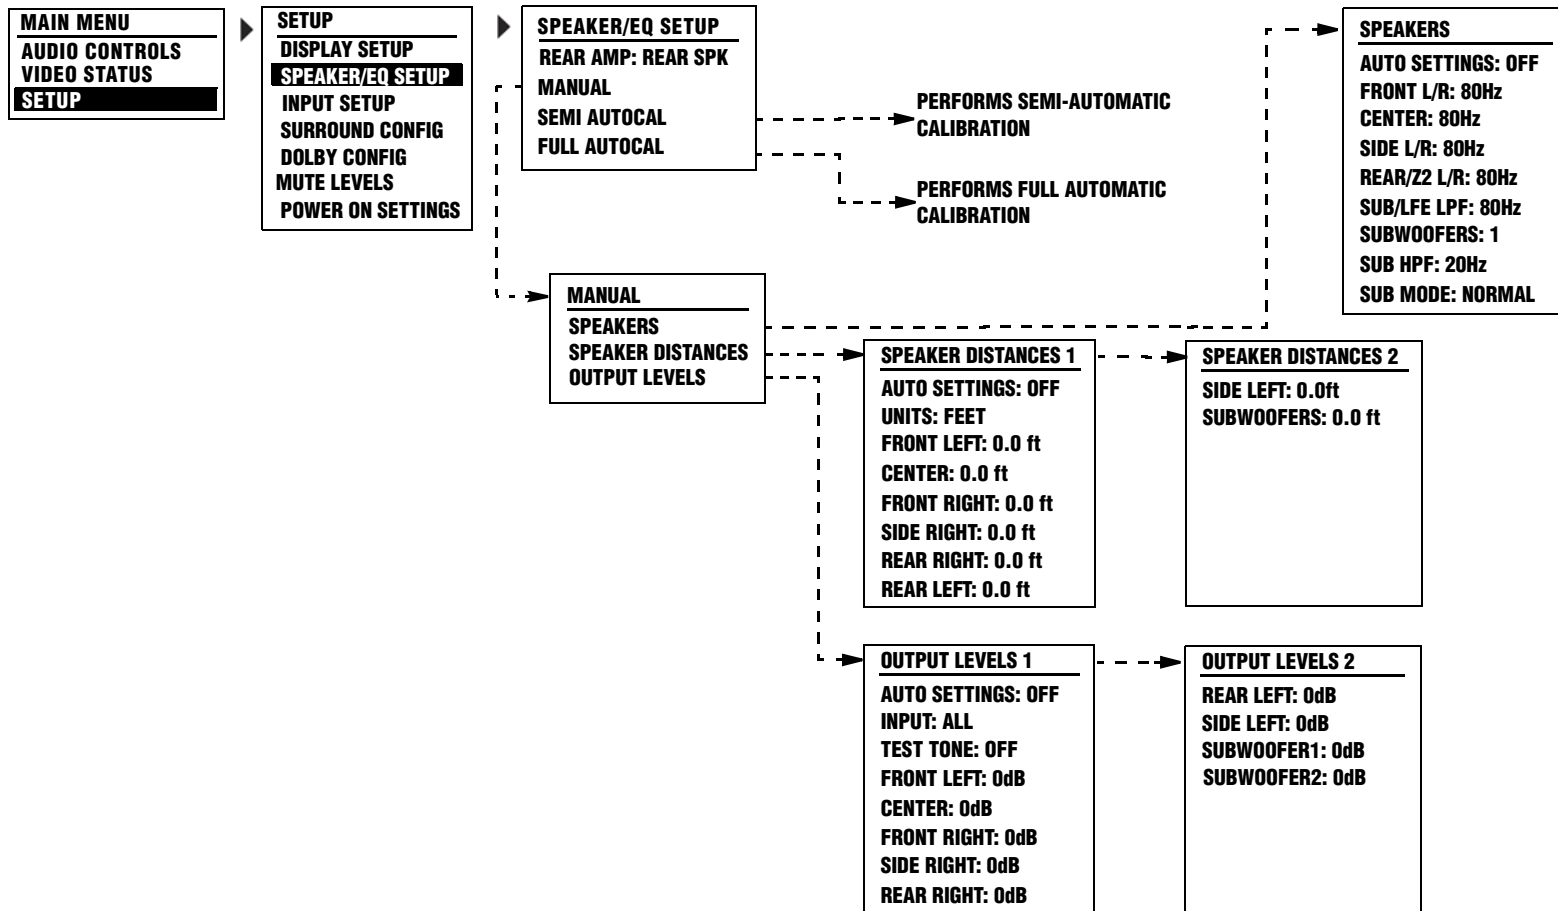 MAIN MENU
AUDIO CONTROLS
VIDEO STATUS
SETUP
SETUP
DISPLAY SETUP
SPEAKER/EQ SETUP
INPUT SETUP
SURROUND CONFIG
DOLBY CONFIG
MUTE LEVELS
POWER ON SETTINGS
SPEAKER/EQ SETUP
REAR AMP: REAR SPK
MANUAL
SEMI AUTOCAL
FULL AUTOCAL
PERFORMS SEMI-AUTOMATIC
CALIBRATION
PERFORMS FULL AUTOMATIC
CALIBRATION
SPEAKERS
AUTO SETTINGS: OFF
FRONT L/R: 80Hz
CENTER: 80Hz
SIDE L/R: 80Hz
REAR/Z2 L/R: 80Hz
SUB/LFE LPF: 80Hz
SUBWOOFERS: 1
SUB HPF: 20Hz
SUB MODE: NORMAL
MANUAL
SPEAKERS
SPEAKER DISTANCES
OUTPUT LEVELS
SPEAKER DISTANCES 1
AUTO SETTINGS: OFF
UNITS: FEET
FRONT LEFT: 0.0 ft
CENTER: 0.0 ft
FRONT RIGHT: 0.0 ft
SIDE RIGHT: 0.0 ft
REAR RIGHT: 0.0 ft
REAR LEFT: 0.0 ft
SPEAKER DISTANCES 2
SIDE LEFT: 0.0ft
SUBWOOFERS: 0.0 ft
OUTPUT LEVELS 1
AUTO SETTINGS: OFF
INPUT: ALL
TEST TONE: OFF
FRONT LEFT: 0dB
CENTER: 0dB
FRONT RIGHT: 0dB
SIDE RIGHT: 0dB
REAR RIGHT: 0dB
OUTPUT LEVELS 2
REAR LEFT: 0dB
SIDE LEFT: 0dB
SUBWOOFER1: 0dB
SUBWOOFER2: 0dB